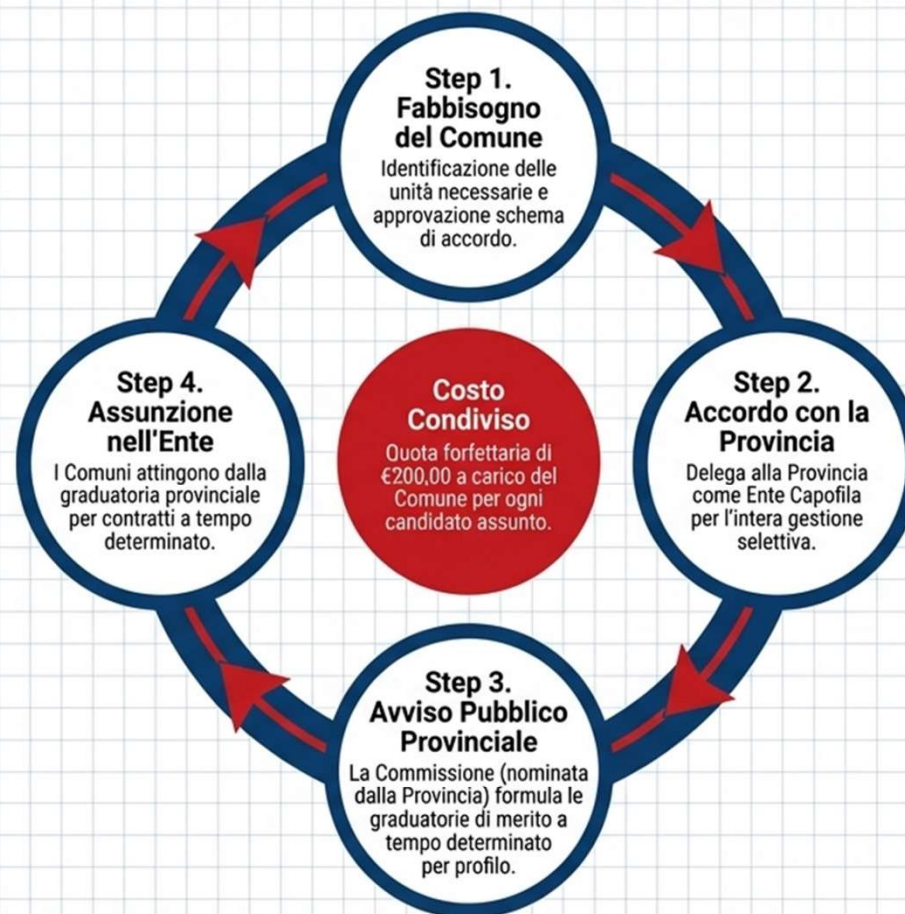 Step 1.
Fabbisogno
del Comune
Identificazione delle
unità necessarie e
approvazione schema
di accordo.
Step 2.
Accordo con la
Provincia
Delega alla Provincia
come Ente Capofila
per l'intera gestione
selettiva.
Step 3.
Avviso Pubblico
Provinciale
La Commissione (nominata
dalla Provincia) formula le
graduatorie di merito a
tempo determinato
per profilo.
Step 4.
Assunzione
nell'Ente
I Comuni attingono dalla
graduatoria provinciale
per contratti a tempo
determinato.
Costo
Condiviso
Quota forfettaria di
€200,00 a carico del
Comune per ogni
candidato assunto.